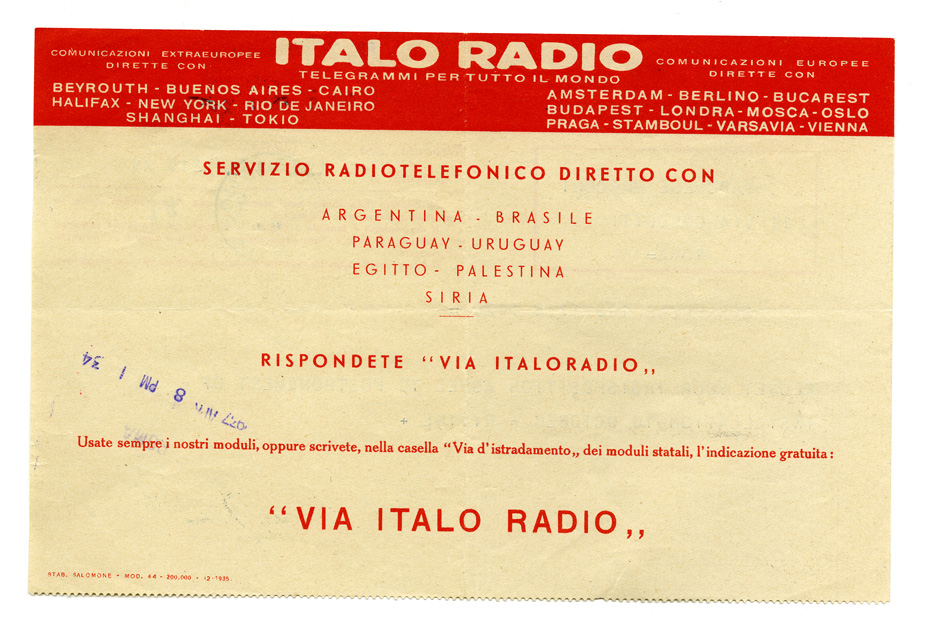 ITALO RADIO
TELEGRAMMI PER TUTTO IL MONDO
COMUNICAZIONI EXTRAEUROPEE
DIRETTE CON
BEYROUTH - BUENOS AIRES - CAIRO
HALIFAX - NEW YORK - RIO DE JANEIRO
SHANGHAI - TOKIO
COMUNICAZIONI EUROPEE
DIRETTE CON
AMSTERDAM - BERLINO - BUCAREST
BUDAPEST - LONDRA - MOSCA - OSLO
PRAGA - STAMBOUL - VARSAVIA - VIENNA
SERVIZIO RADIOTELEFONICO DIRETTO CON
ARGENTINA - BRASILE
PARAGUAY - URUGUAY
EGITTO - PALESTINA
SIRIA
RISPONDETE “VIA ITALORADIO„
8 PM 1 34
Usate sempre i nostri moduli, oppure scrivete, nella casella “Via d'istradamento„ dei moduli statali, l'indicazione gratuita :
“VIA ITALO RADIO„
STAB. SALOMONE - MOD. 44 - 200.000 - 12-1935